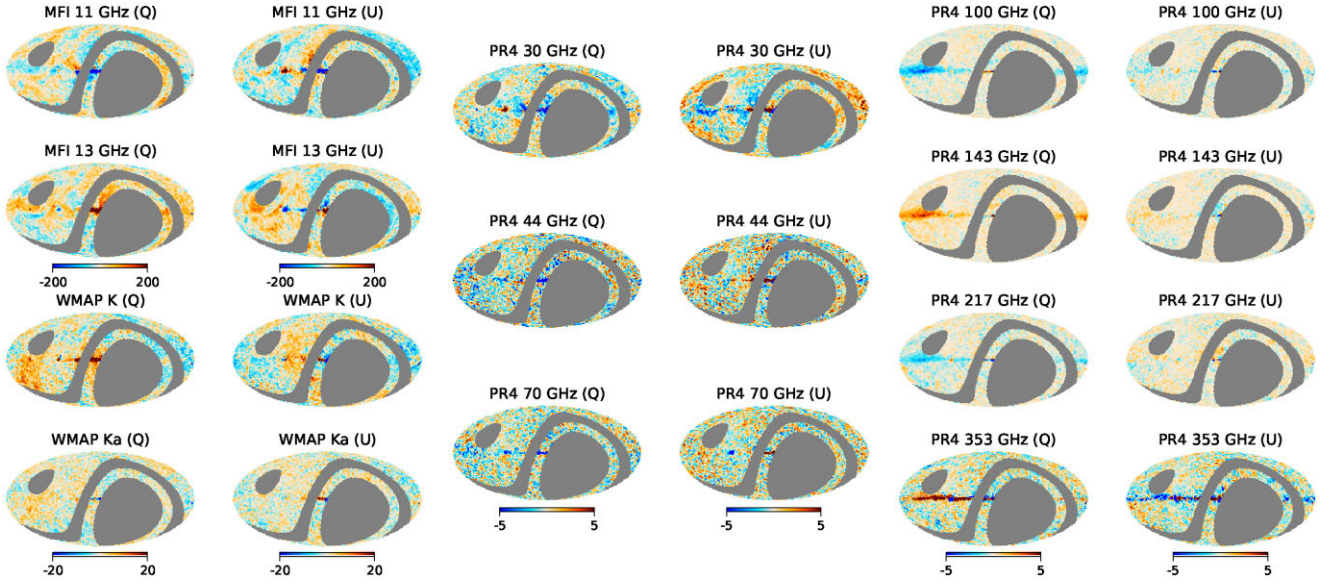 MFI 11 GHz (Q)
MFI 11 GHz (U)
MFI 13 GHz (Q)
MFI 13 GHz (U)
-200 200
-200 200
WMAP K (Q)
WMAP K (U)
WMAP Ka (Q)
WMAP Ka (U)
-20 20
-20 20
PR4 30 GHz (Q)
PR4 30 GHz (U)
PR4 44 GHz (Q)
PR4 44 GHz (U)
PR4 70 GHz (Q)
PR4 70 GHz (U)
-5 5
-5 5
PR4 100 GHz (Q)
PR4 100 GHz (U)
PR4 143 GHz (Q)
PR4 143 GHz (U)
PR4 217 GHz (Q)
PR4 217 GHz (U)
PR4 353 GHz (Q)
PR4 353 GHz (U)
-5 5
-5 5